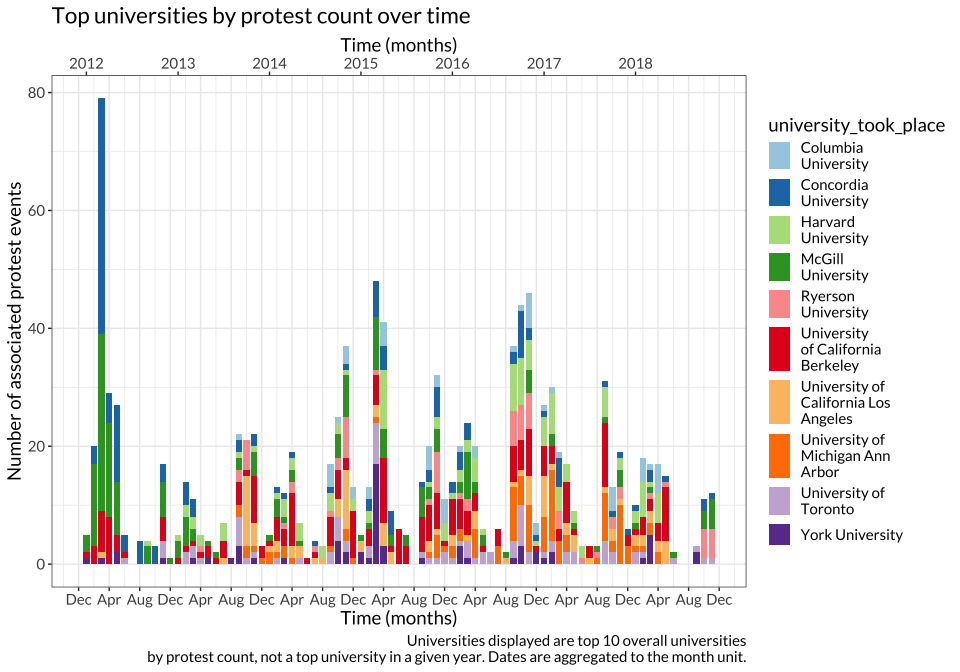 Top universities by protest count over time
Time (months)
2012 2013 2014 2015 2016 2017 2018
Number of associated protest events
80
60
40
20
0
Dec Apr Aug Dec Apr Aug Dec Apr Aug Dec Apr Aug Dec Apr Aug Dec Apr Aug Dec Apr Aug Dec
Time (months)
university_took_place
Columbia
University
Concordia
University
Harvard
University
McGill
University
Ryerson
University
University
of California
Berkeley
University of
California Los
Angeles
University of
Michigan Ann
Arbor
University of
Toronto
York University
Universities displayed are top 10 overall universities
by protest count, not a top university in a given year. Dates are aggregated to the month unit.